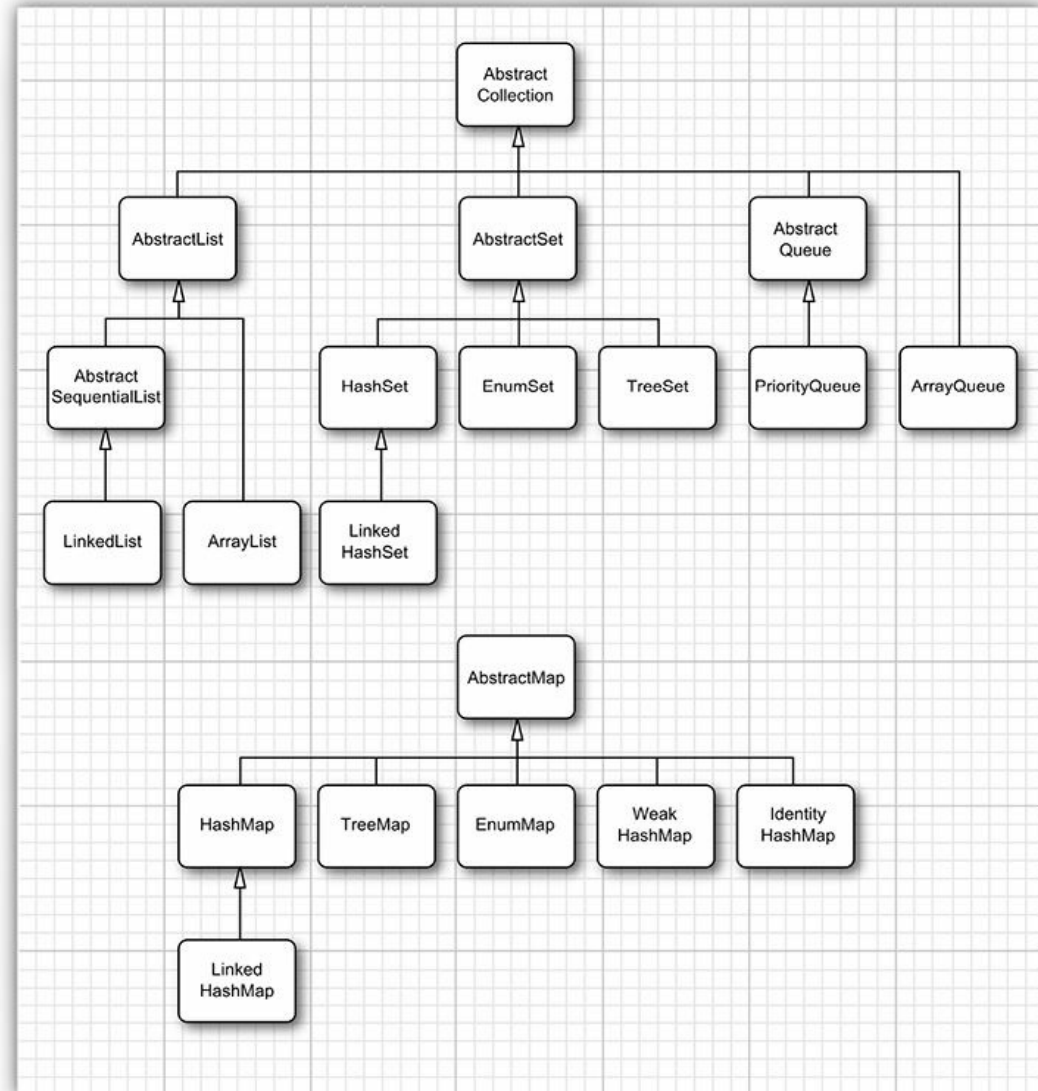 Abstract
Collection
AbstractList
AbstractSet
Abstract
Queue
Abstract
SequentialList
HashSet
EnumSet
TreeSet
PriorityQueue
ArrayQueue
LinkedList
ArrayList
Linked
HashSet
AbstractMap
HashMap
TreeMap
EnumMap
Weak
HashMap
Identity
HashMap
Linked
HashMap